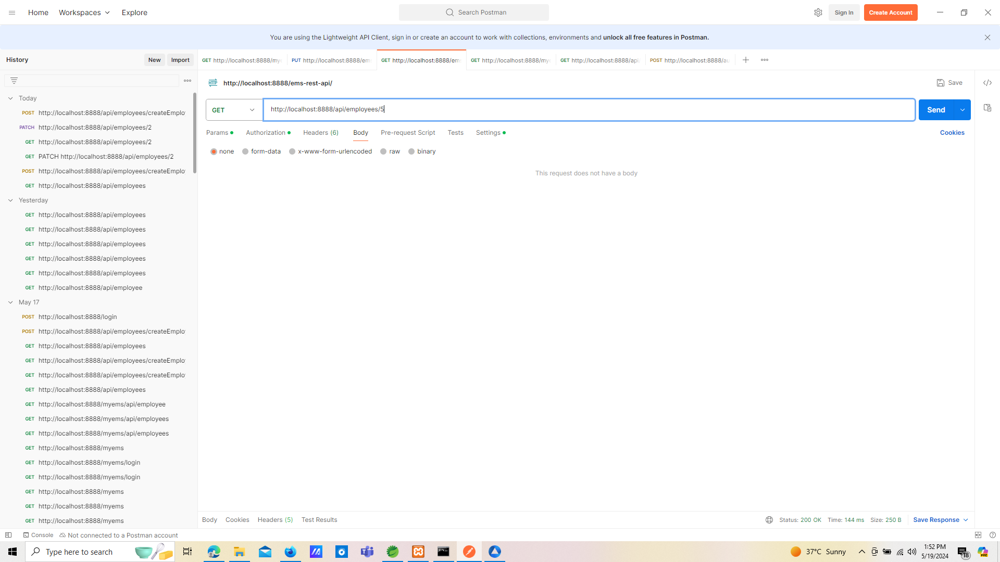 Home
Workspaces
Explore
Search Postman
Sign In
Create Account
You are using the Lightweight API Client, sign in or create an account to work with collections, environments and unlock all free features in Postman.
History
New
Import
GET http://localhost:8888/my
PUT http://localhost:8888/em
GET http://localhost:8888/em
GET http://localhost:8888/my
GET http://localhost:8888/api
POST http://localhost:8888/au
HTTP http://localhost:8888/ems-rest-api/
Save
GET
http://localhost:8888/api/employees/5
Send
Params
Authorization
Headers (6)
Body
Pre-request Script
Tests
Settings
Cookies
none
form-data
x-www-form-urlencoded
raw
binary
This request does not have a body
Today
POST http://localhost:8888/api/employees/createEmplo
PATCH http://localhost:8888/api/employees/2
GET http://localhost:8888/api/employees/2
GET PATCH http://localhost:8888/api/employees/2
POST http://localhost:8888/api/employees/createEmplo
GET http://localhost:8888/api/employees
Yesterday
GET http://localhost:8888/api/employees
GET http://localhost:8888/api/employees
GET http://localhost:8888/api/employees
GET http://localhost:8888/api/employees
GET http://localhost:8888/api/employees
GET http://localhost:8888/api/employee
May 17
POST http://localhost:8888/login
POST http://localhost:8888/api/employees/createEmplo
GET http://localhost:8888/api/employees
GET http://localhost:8888/api/employees/createEmplo
GET http://localhost:8888/api/employees/createEmplo
GET http://localhost:8888/api/employees
GET http://localhost:8888/myems/api/employee
GET http://localhost:8888/myems/api/employees
GET http://localhost:8888/myems/api/employees
GET http://localhost:8888/myems
GET http://localhost:8888/myems/login
GET http://localhost:8888/myems/login
GET http://localhost:8888/myems
GET http://localhost:8888/myems
GET http://localhost:8888/myems
Body
Cookies
Headers (5)
Test Results
Status: 200 OK
Time: 144 ms
Size: 250 B
Save Response
Console
Not connected to a Postman account
Type here to search
37°C Sunny
1:52 PM
5/19/2024
18
PRE